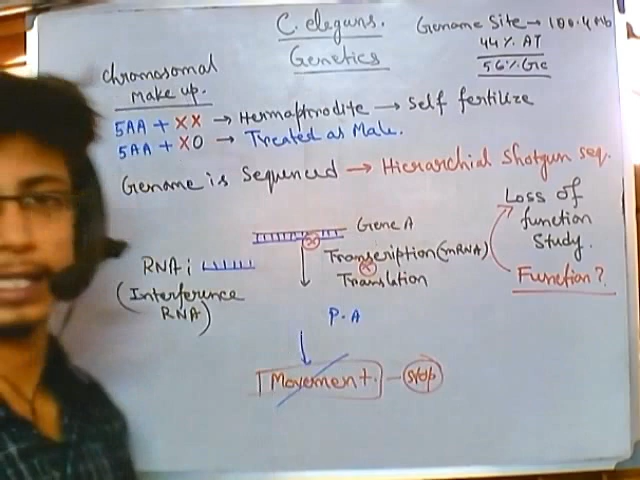 C. elegans.
Genetics
Genome Site → 100.4 Mb
44% AT
56% GC
Chromosomal
make up.
5AA + XX → Hermaphrodite → Self fertilize
5AA + XO → Treated as Male.
Genome is Sequenced → Hierarchial Shotgun seq.
Loss of
function
Study.
Function?
Gene A
Transcription (mRNA)
Translation
RNA i
(Interference
RNA)
P.A
Movement. - Stop